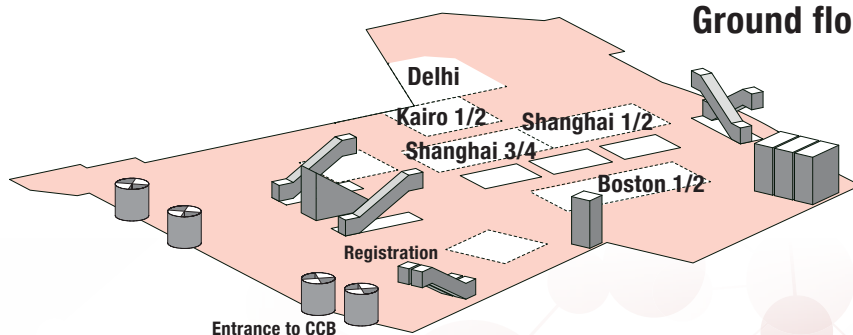 Ground flo
Delhi
Kairo 1/2
Shanghai 1/2
Shanghai 3/4
Boston 1/2
Registration
Entrance to CCB